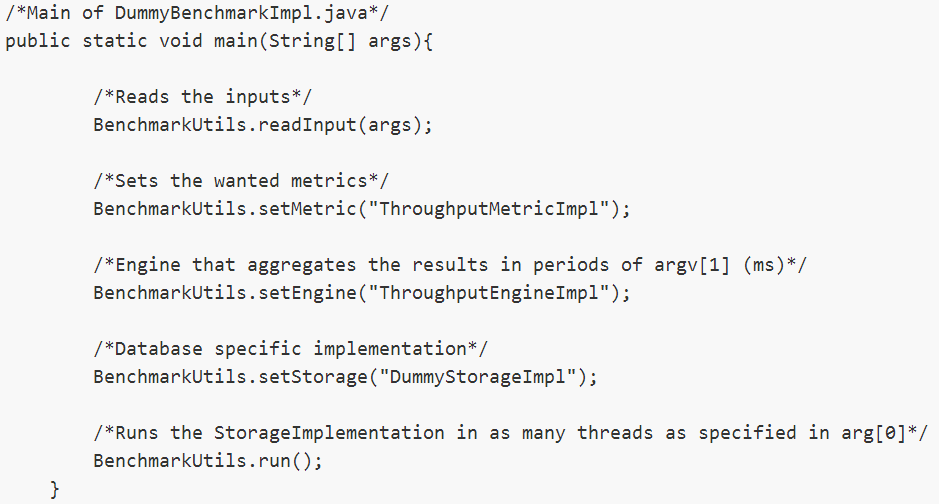 /*Main of DummyBenchmarkImpl.java*/
public static void main(String[] args){
/*Reads the inputs*/
BenchmarkUtils.readInput(args);
/*Sets the wanted metrics*/
BenchmarkUtils.setMetric("ThroughputMetricImpl");
/*Engine that aggregates the results in periods of argv[1] (ms)*/
BenchmarkUtils.setEngine("ThroughputEngineImpl");
/*Database specific implementation*/
BenchmarkUtils.setStorage("DummyStorageImpl");
/*Runs the StorageImplementation in as many threads as specified in arg[0]*/
BenchmarkUtils.run();
}